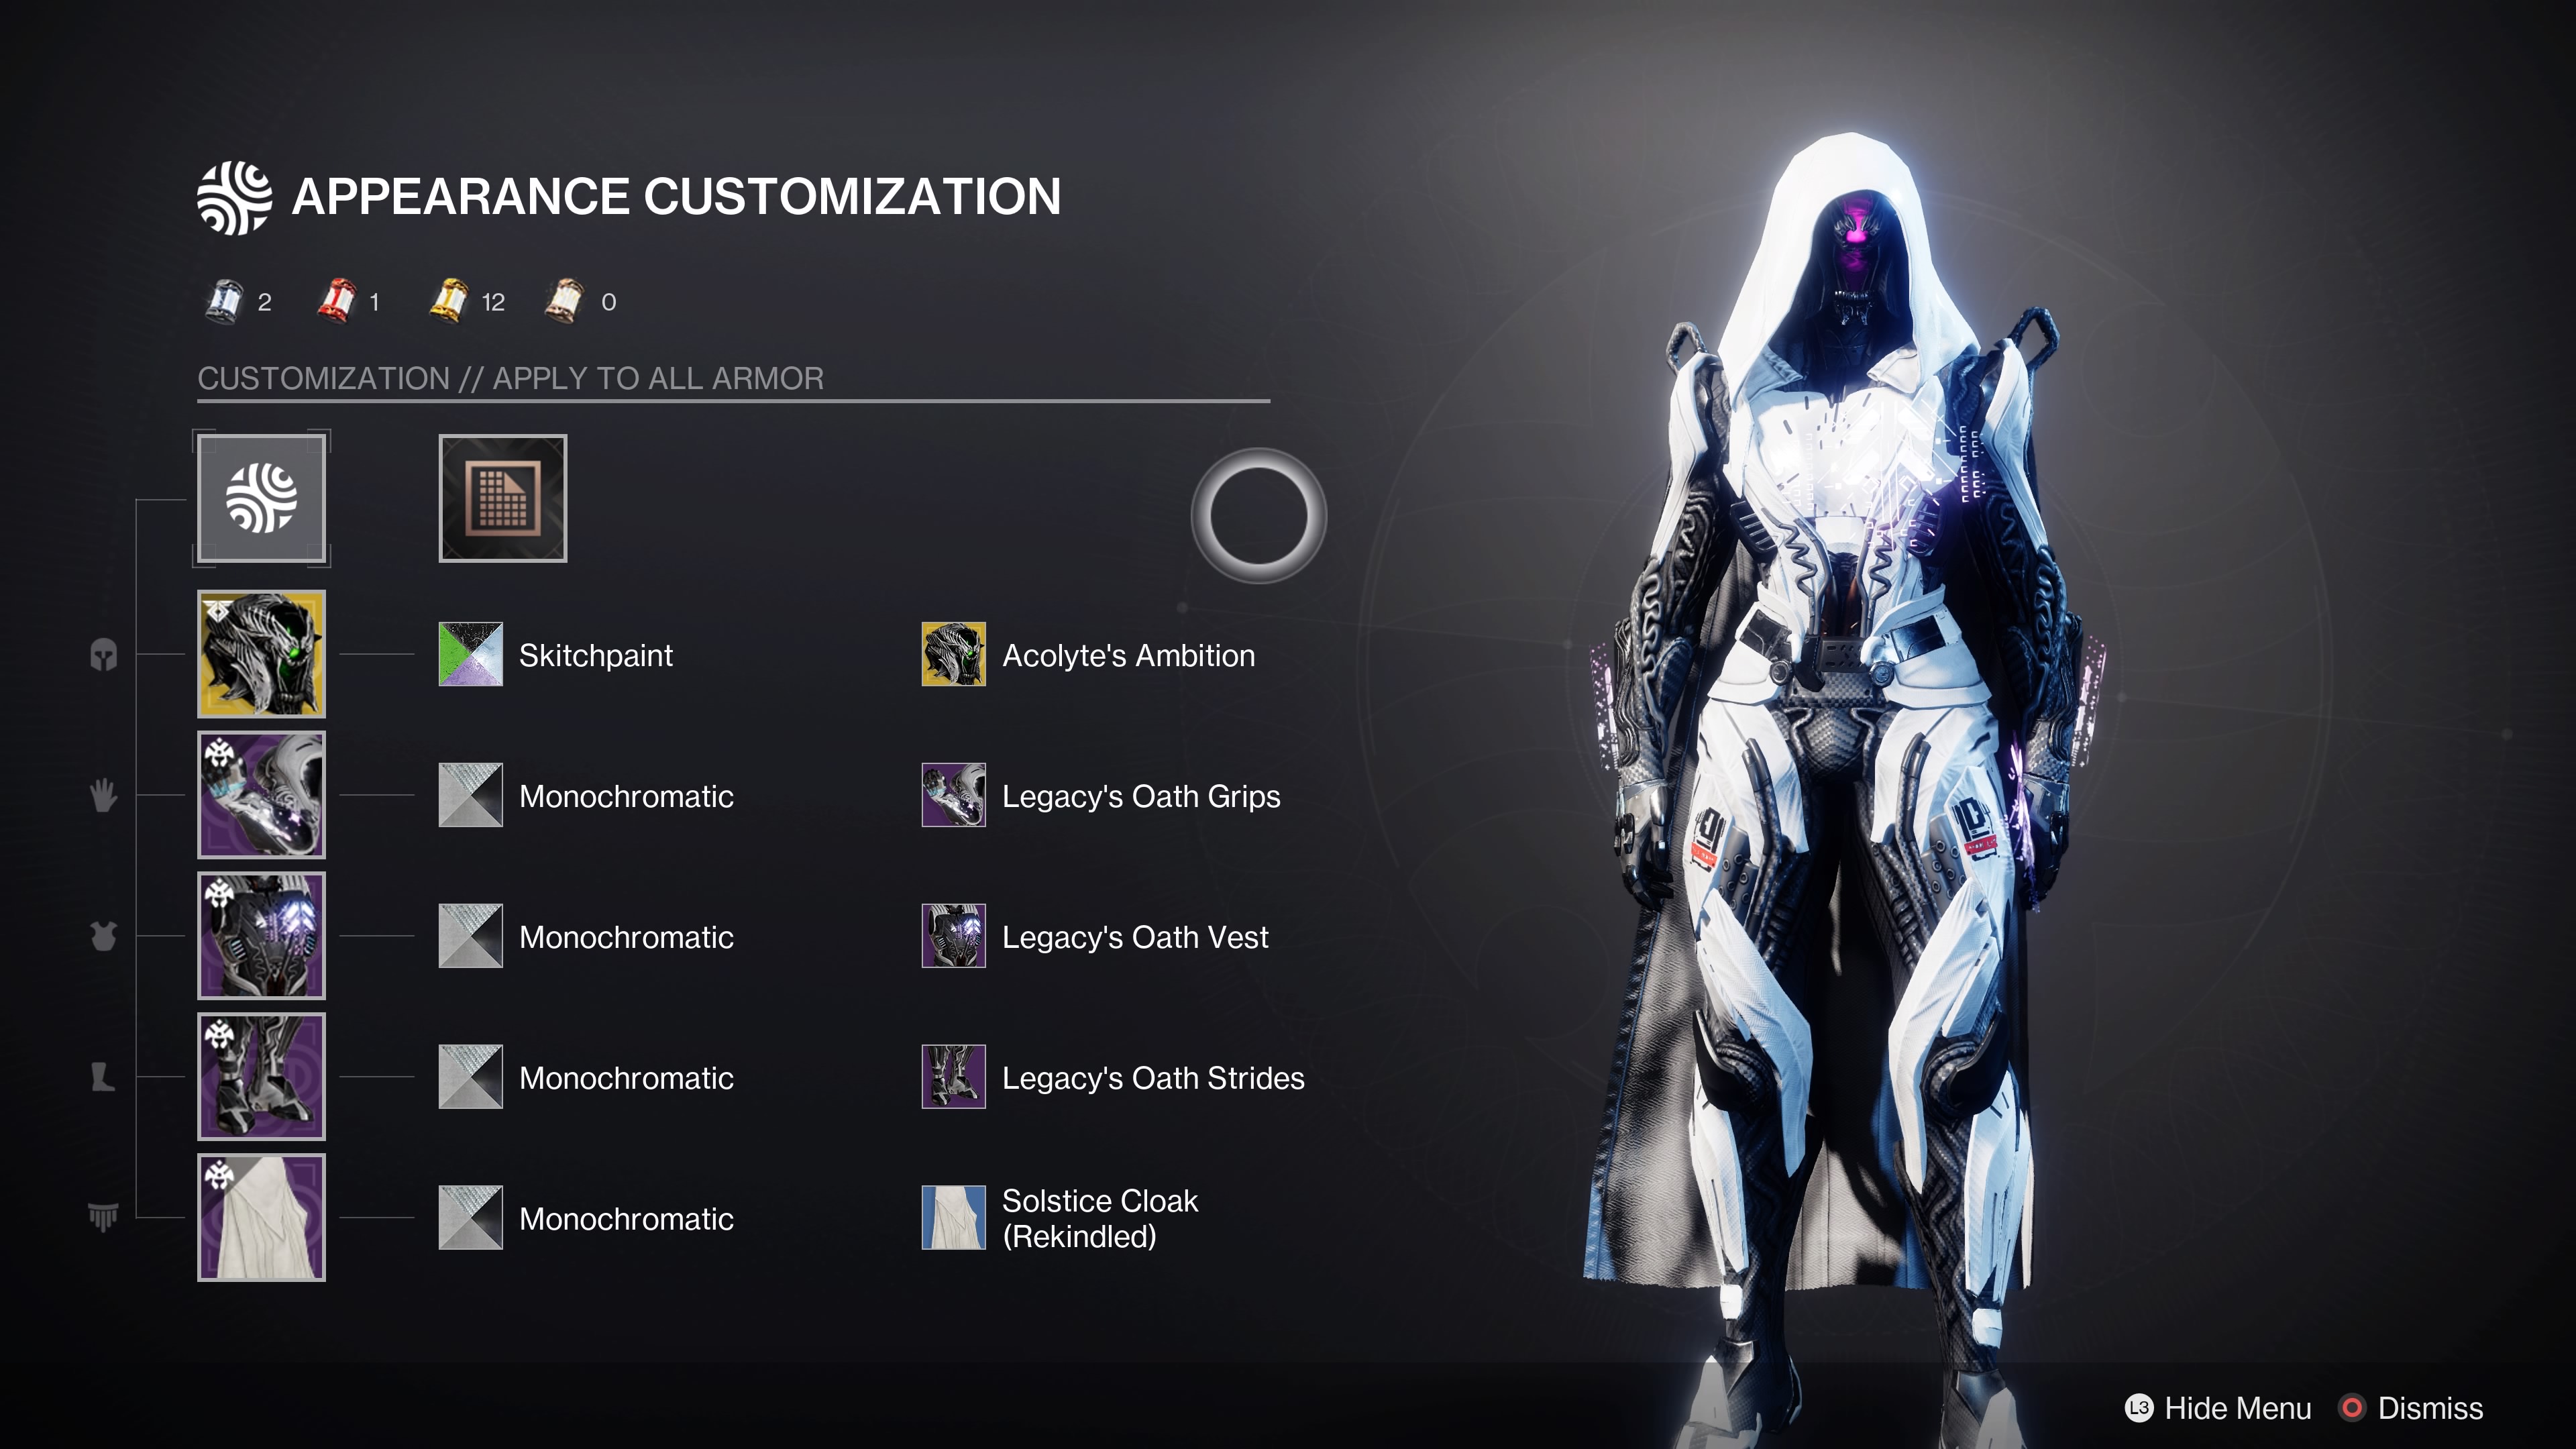 APPEARANCE CUSTOMIZATION
2 1 12 0
CUSTOMIZATION // APPLY TO ALL ARMOR
Skitchpaint Acolyte's Ambition
Monochromatic Legacy's Oath Grips
Monochromatic Legacy's Oath Vest
Monochromatic Legacy's Oath Strides
Monochromatic Solstice Cloak
(Rekindled)
L3 Hide Menu Dismiss